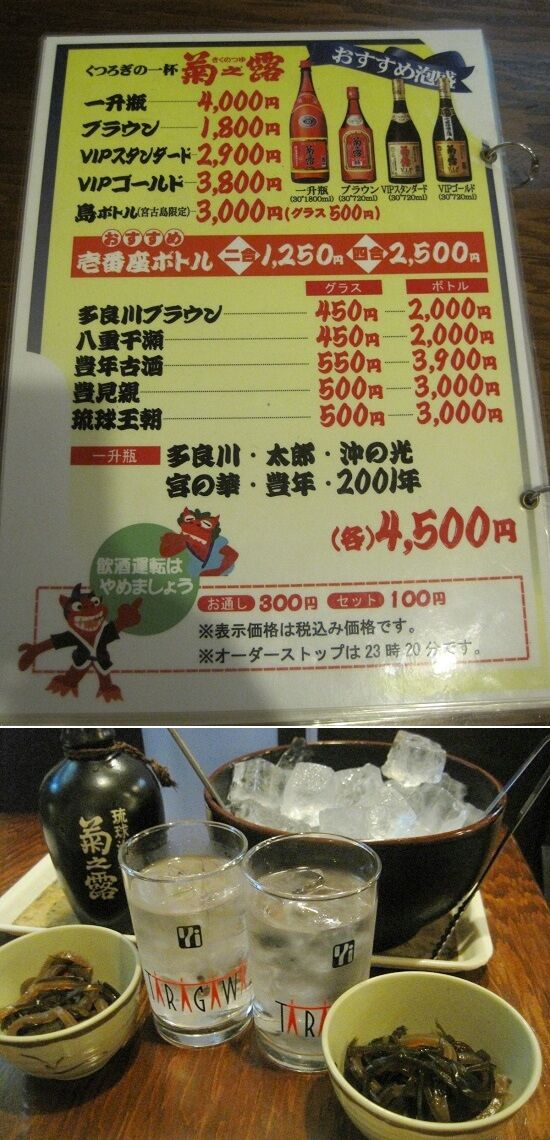 おすすめ泡盛
くつろぎの一杯 菊之露
きくのつゆ
一升瓶 4,000円
ブラウン 1,800円
VIPスタンダード 2,900円
VIPゴールド 3,800円
島ボトル(宮古島限定) 3,000円(グラス500円)
一升瓶 ブラウン VIPスタンダード VIPゴールド
(30°1800ml) (30°720ml) (30°720ml) (30°720ml)
おすすめ
壱番座ボトル 二合 1,250円 四合 2,500円
グラス ボトル
多良川ブラウン 450円 2,000円
八重干瀬 450円 2,000円
豊年古酒 550円 3,900円
豊見親 500円 3,000円
琉球王朝 500円 3,000円
一升瓶 多良川・太郎・沖の光
宮の華・豊年・2001年
(各)4,500円
飲酒運転は
やめましょう
お通し 300円 セット 100円
※表示価格は税込み価格です。
※オーダーストップは23時20分です。
琉球
菊之露
Yi
TARAGAWA
Yi
TARA